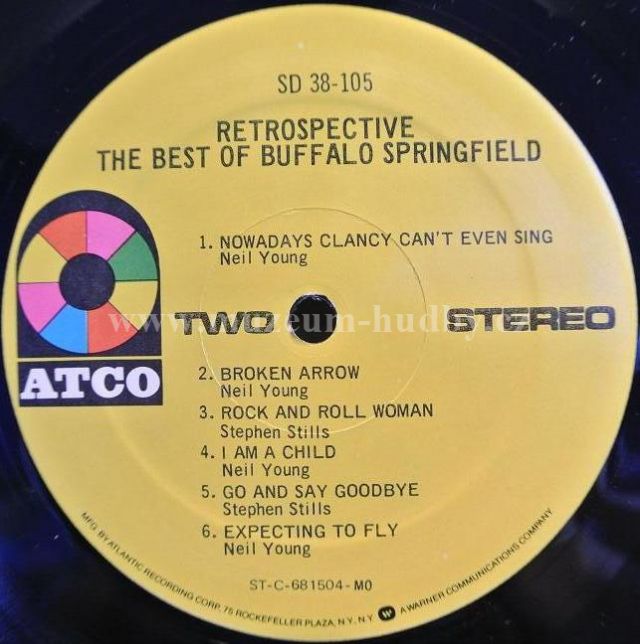 SD 38-105
RETROSPECTIVE
THE BEST OF BUFFALO SPRINGFIELD
1. NOWADAYS CLANCY CAN'T EVEN SING
Neil Young
TWO
STEREO
ATCO
2. BROKEN ARROW
Neil Young
3. ROCK AND ROLL WOMAN
Stephen Stills
4. I AM A CHILD
Neil Young
5. GO AND SAY GOODBYE
Stephen Stills
6. EXPECTING TO FLY
Neil Young
ST-C-681504-MO
MFG. BY ATLANTIC RECORDING CORP. 75 ROCKEFELLER PLAZA, N.Y. N.Y. W A WARNER COMMUNICATIONS COMPANY